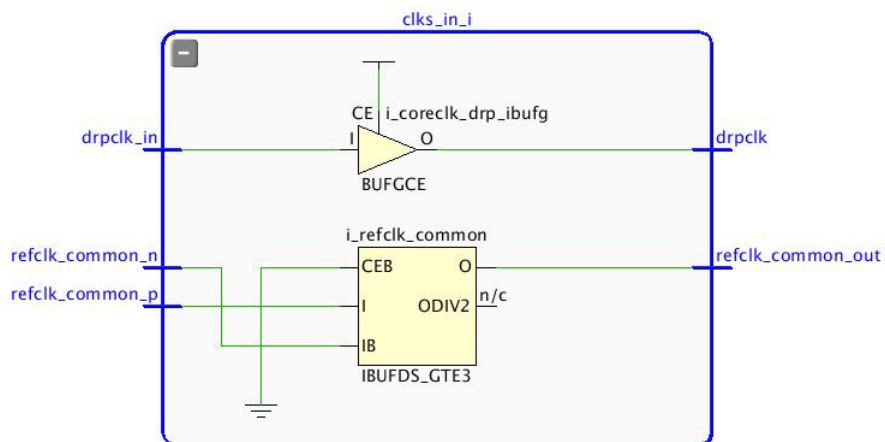 clks_in_i
−
CE i_coreclk_drp_ibufg
drpclk_in I O drpclk
BUFGCE
i_refclk_common
refclk_common_n CEB O refclk_common_out
refclk_common_p I ODIV2 n/c
IB
IBUFDS_GTE3